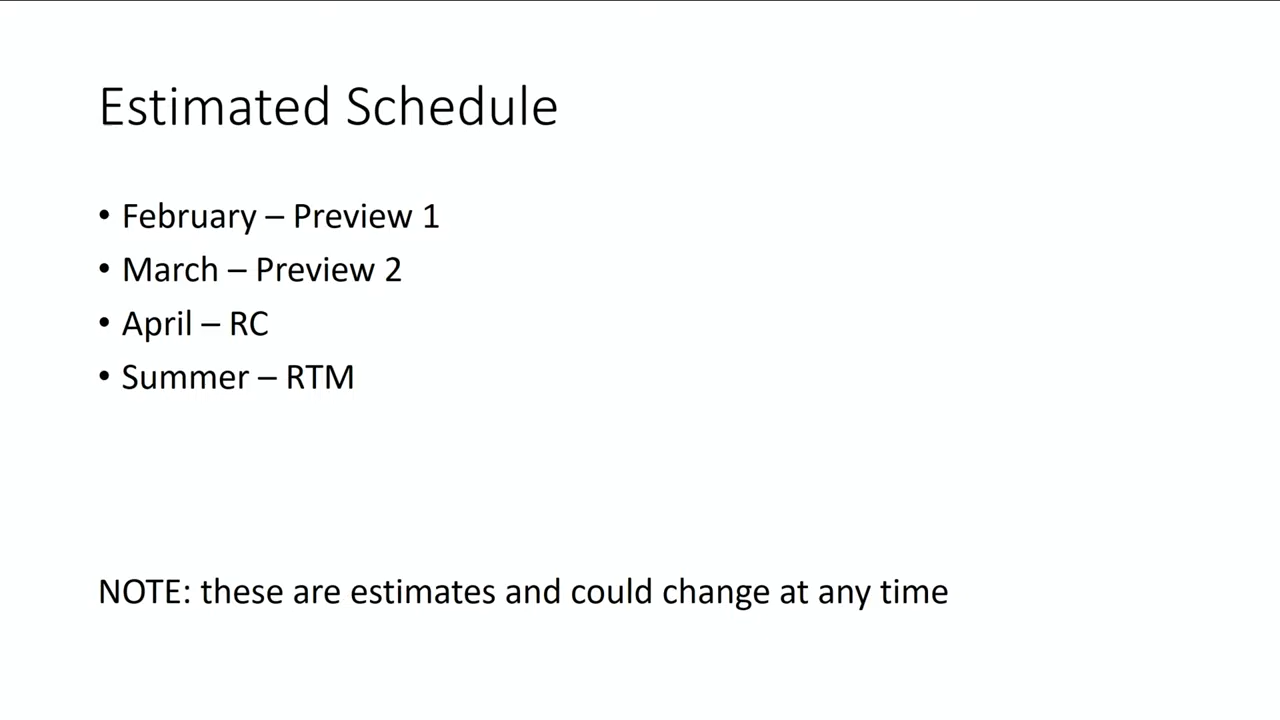 Estimated Schedule
• February – Preview 1
• March – Preview 2
• April – RC
• Summer – RTM
NOTE: these are estimates and could change at any time